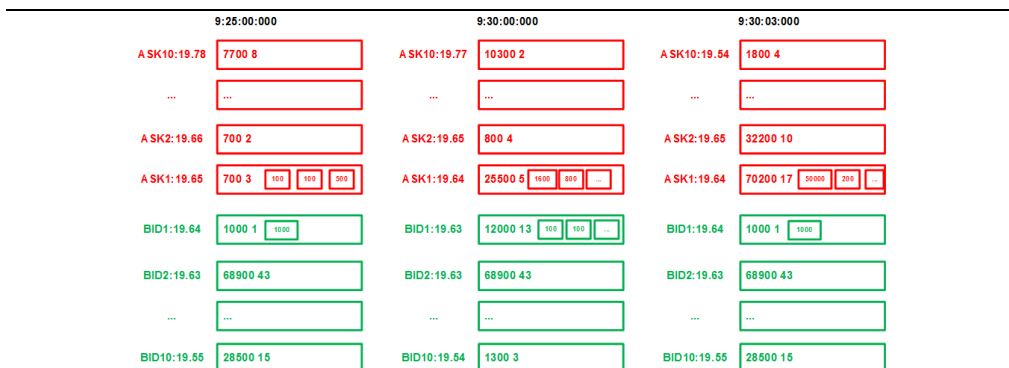 9:25:00:000 9:30:00:000 9:30:03:000
ASK10:19.78 7700 8 ASK10:19.77 10300 2 ASK10:19.54 1800 4
... ... ... ... ... ...
ASK2:19.66 700 2 ASK2:19.65 800 4 ASK2:19.65 32200 10
ASK1:19.65 700 3 100 100 500 ASK1:19.64 25500 5 1600 800 ... ASK1:19.64 70200 17 50000 200 ...
BID1:19.64 1000 1 1000 BID1:19.63 12000 13 100 100 ... BID1:19.64 1000 1 1000
BID2:19.63 68900 43 BID2:19.63 68900 43 BID2:19.63 68900 43
... ... ... ... ... ...
BID10:19.55 28500 15 BID10:19.54 1300 3 BID10:19.55 28500 15